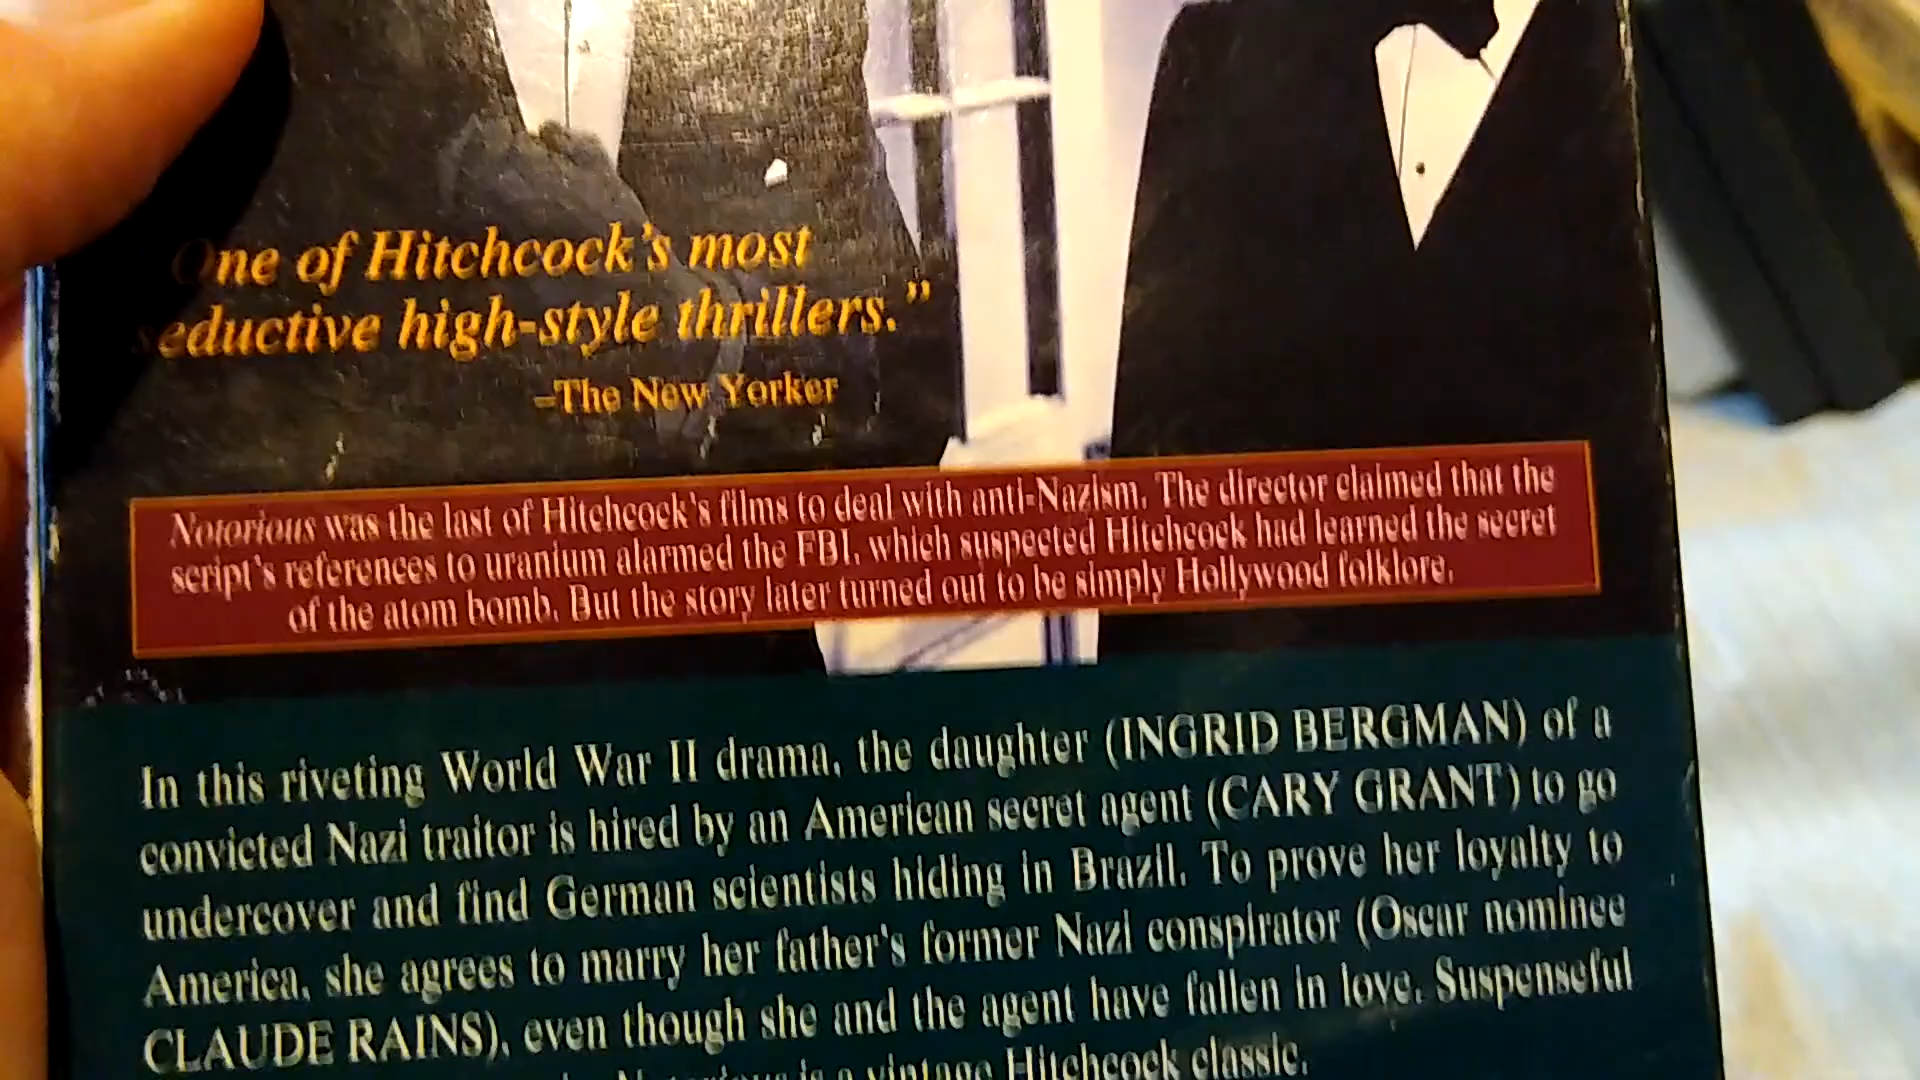 One of Hitchcock's most
seductive high-style thrillers."
–The New Yorker
Notorious was the last of Hitchcock's films to deal with anti-Nazism. The director claimed that the
script's references to uranium alarmed the FBI, which suspected Hitchcock had learned the secret
of the atom bomb. But the story later turned out to be simply Hollywood folklore.
In this riveting World War II drama, the daughter (INGRID BERGMAN) of a
convicted Nazi traitor is hired by an American secret agent (CARY GRANT) to go
undercover and find German scientists hiding in Brazil. To prove her loyalty to
America, she agrees to marry her father's former Nazi conspirator (Oscar nominee
CLAUDE RAINS), even though she and the agent have fallen in love. Suspenseful
Notorious is a vintage Hitchcock classic.